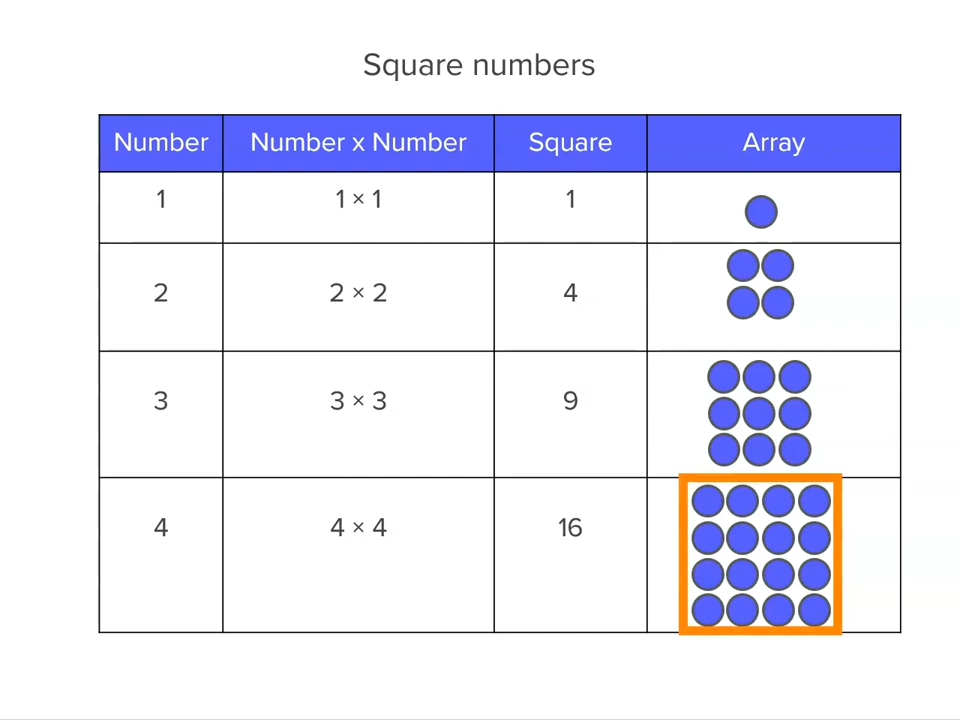 Square numbers
Number Number x Number Square Array
1 1 × 1 1
2 2 × 2 4
3 3 × 3 9
4 4 × 4 16